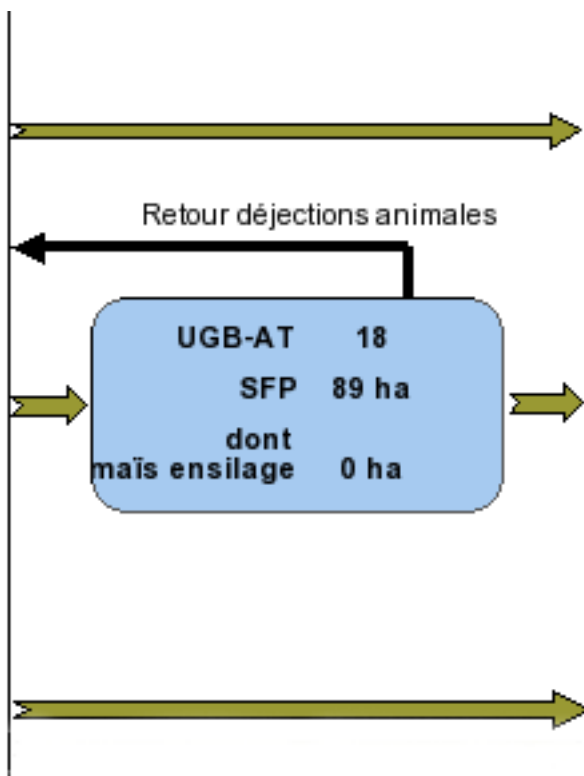 Retour déjections animales
UGB-AT 18
SFP 89 ha
dont
maïs ensilage 0 ha